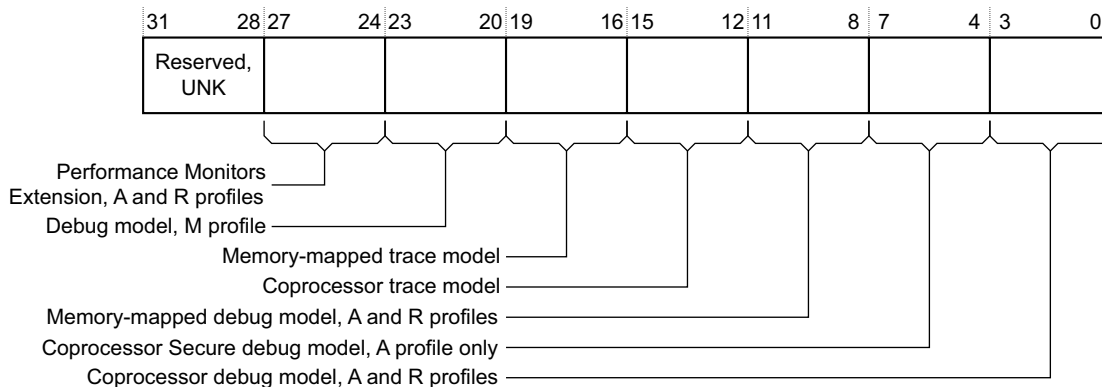 31 28 27 24 23 20 19 16 15 12 11 8 7 4 3 0
Reserved,
UNK
Performance Monitors
Extension, A and R profiles
Debug model, M profile
Memory-mapped trace model
Coprocessor trace model
Memory-mapped debug model, A and R profiles
Coprocessor Secure debug model, A profile only
Coprocessor debug model, A and R profiles